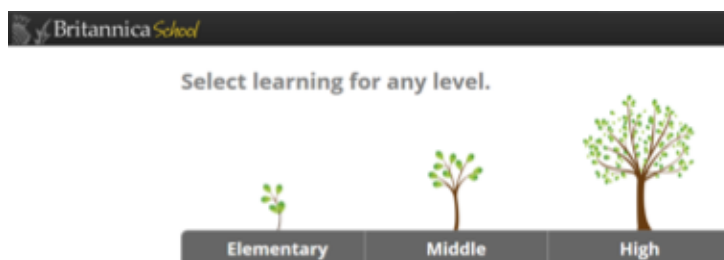 Britannica School
Select learning for any level.
Elementary Middle High